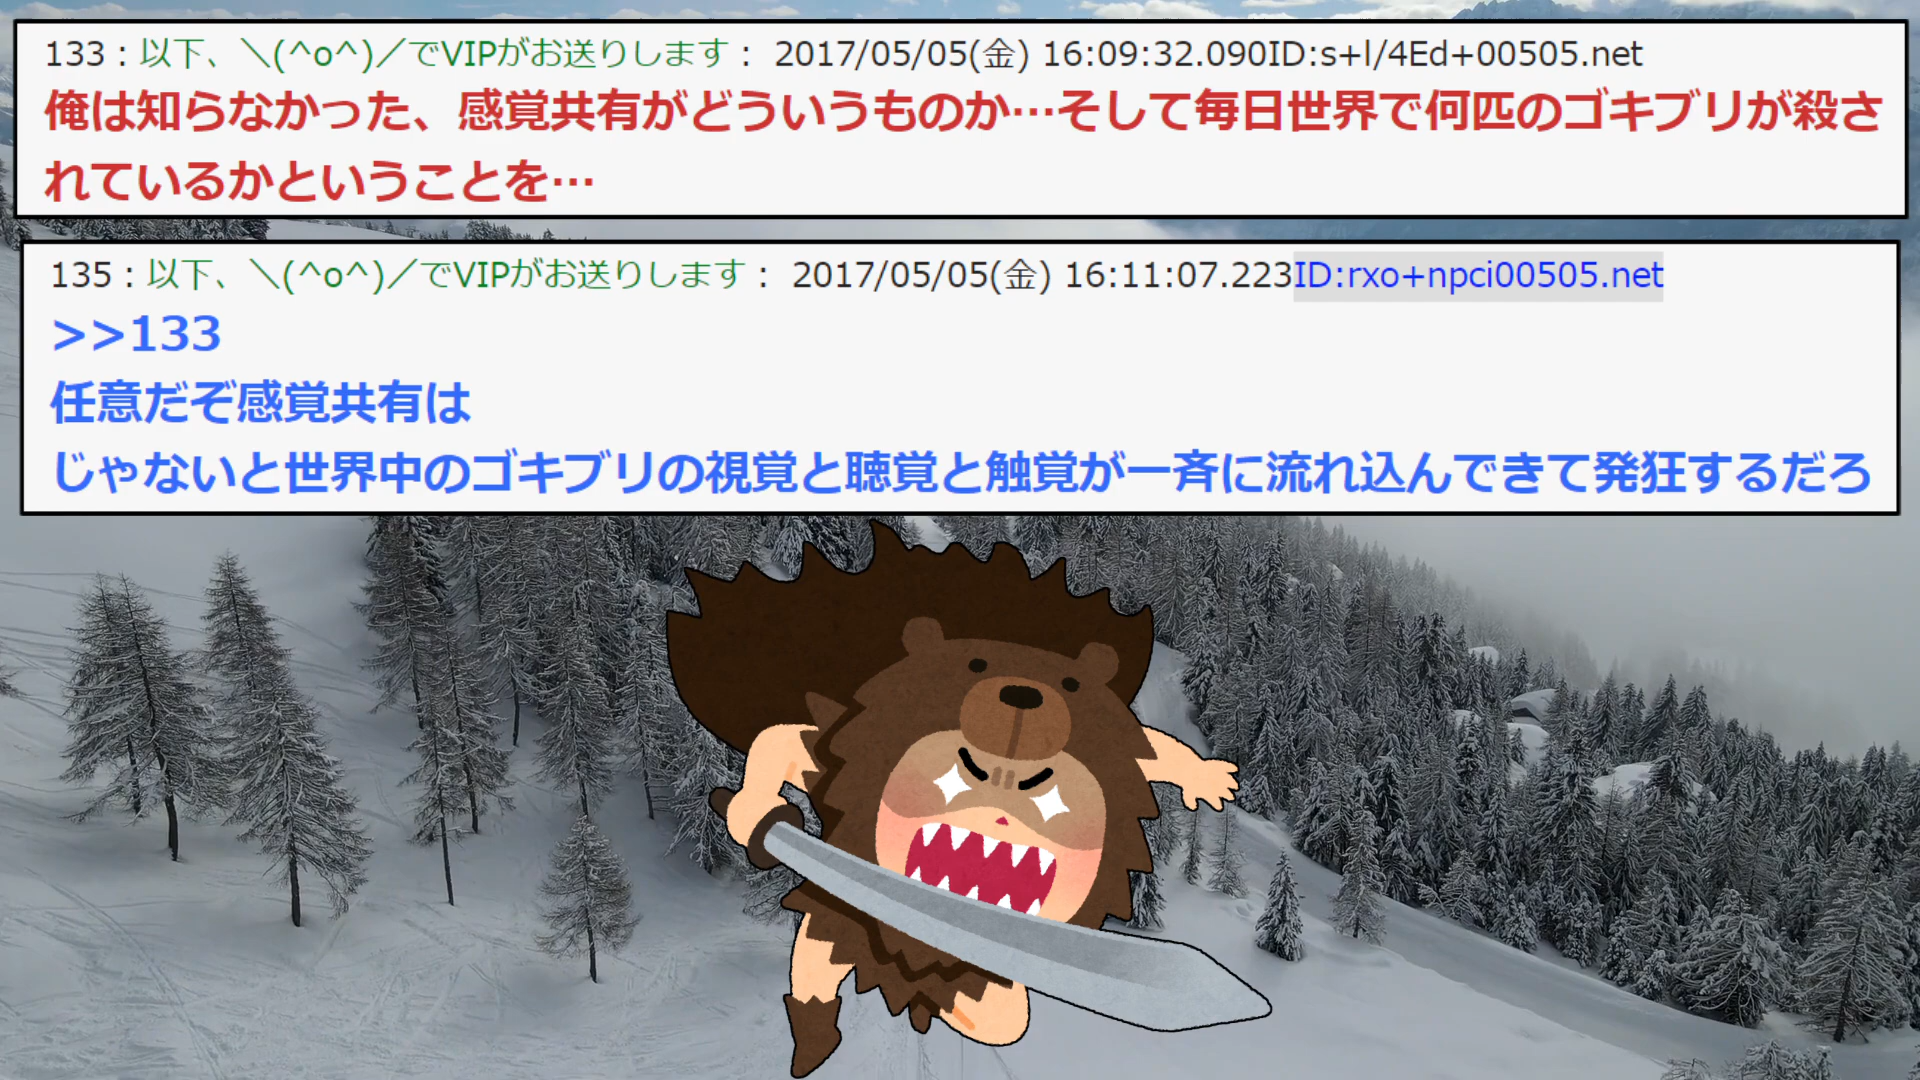 133 : 以下、＼(^o^)／でVIPがお送りします： 2017/05/05(金) 16:09:32.090ID:s+l/4Ed+00505.net
俺は知らなかった、感覚共有がどういうものか…そして毎日世界で何匹のゴキブリが殺さ
れているかということを…
135 : 以下、＼(^o^)／でVIPがお送りします： 2017/05/05(金) 16:11:07.223ID:rxo+npci00505.net
>>133
任意だぞ感覚共有は
じゃないと世界中のゴキブリの視覚と聴覚と触覚が一斉に流れ込んできて発狂するだろ